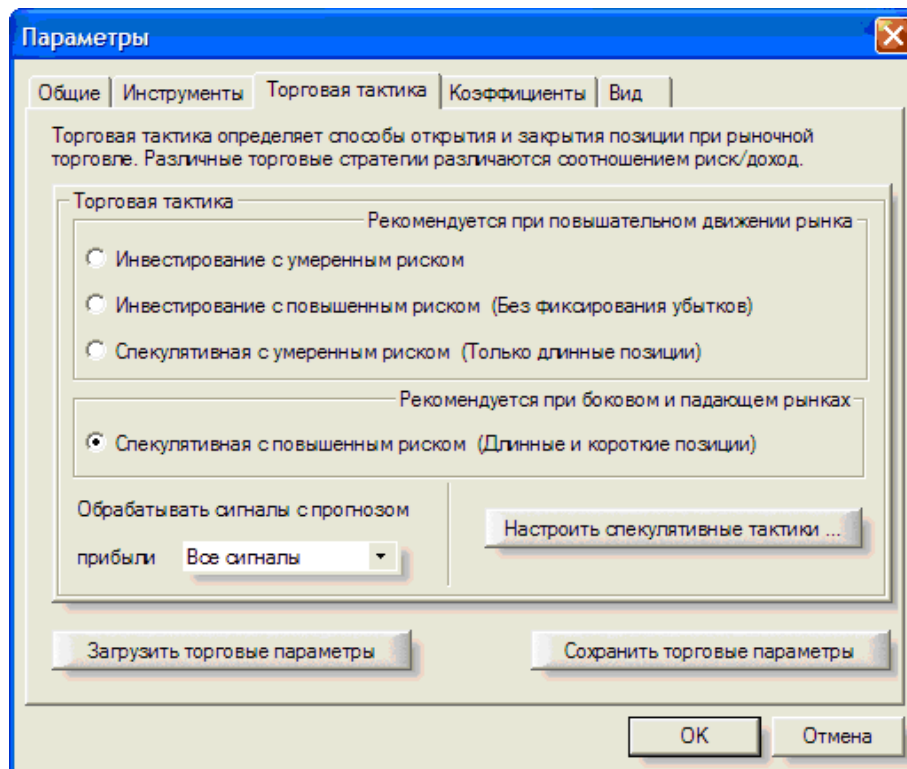 Параметры
Общие
Инструменты
Торговая тактика
Коэффициенты
Вид
Торговая тактика определяет способы открытия и закрытия позиции при рыночной
торговле. Различные торговые стратегии различаются соотношением риск/доход.
Торговая тактика
Рекомендуется при повышательном движении рынка
Инвестирование с умеренным риском
Инвестирование с повышенным риском (Без фиксирования убытков)
Спекулятивная с умеренным риском (Только длинные позиции)
Рекомендуется при боковом и падающем рынках
Спекулятивная с повышенным риском (Длинные и короткие позиции)
Обрабатывать сигналы с прогнозом
прибыли Все сигналы
Настроить спекулятивные тактики ...
Загрузить торговые параметры
Сохранить торговые параметры
OK
Отмена